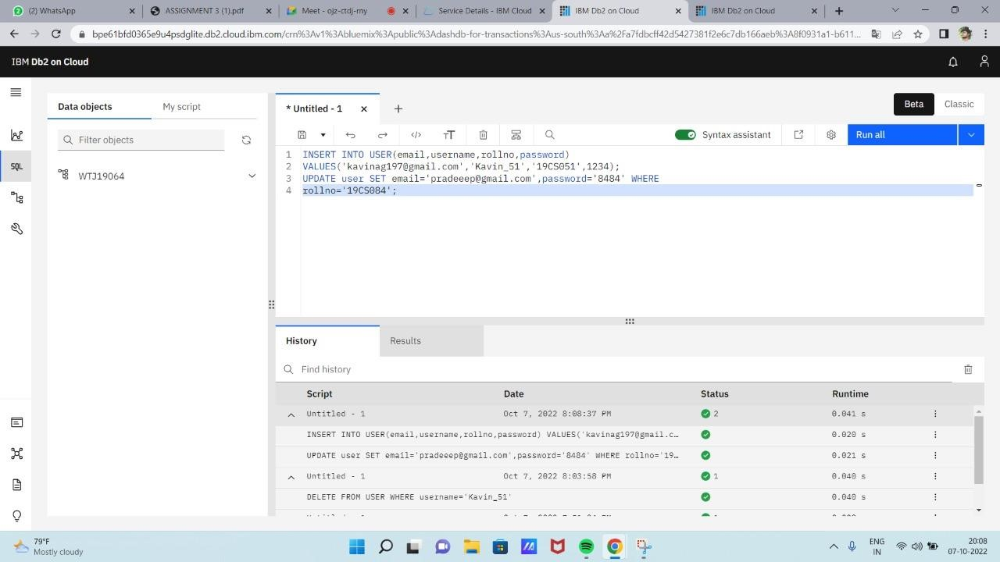 (2) WhatsApp
ASSIGNMENT 3 (1).pdf
Meet - ojz-ctdj-rny
Service Details - IBM Cloud
IBM Db2 on Cloud
IBM Db2 on Cloud
bpe61bfd0365e9u4psdglite.db2.cloud.ibm.com/crn%3Av1%3Abluemix%3Apublic%3Adashdb-for-transactions%3Aus-south%3Aa%2Fa7fdbcff42d5427381f2e6c7db166aeb%3A8f0931a1-b611...
IBM Db2 on Cloud
Data objects
My script
* Untitled - 1
Beta
Classic
Filter objects
Syntax assistant
Run all
SQL
WTJ19064
1 INSERT INTO USER(email,username,rollno,password)
2 VALUES('kavinag197@gmail.com','Kavin_51','19CS051',1234);
3 UPDATE user SET email='pradeeep@gmail.com',password='8484' WHERE
4 rollno='19CS084';
History
Results
Find history
Script Date Status Runtime
Untitled - 1 Oct 7, 2022 8:08:37 PM 2 0.041 s
INSERT INTO USER(email,username,rollno,password) VALUES('kavinag197@gmail.c… 0.020 s
UPDATE user SET email='pradeeep@gmail.com',password='8484' WHERE rollno='19… 0.021 s
Untitled - 1 Oct 7, 2022 8:03:58 PM 1 0.040 s
DELETE FROM USER WHERE username='Kavin_51' 0.040 s
79°F
Mostly cloudy
ENG
IN
20:08
07-10-2022